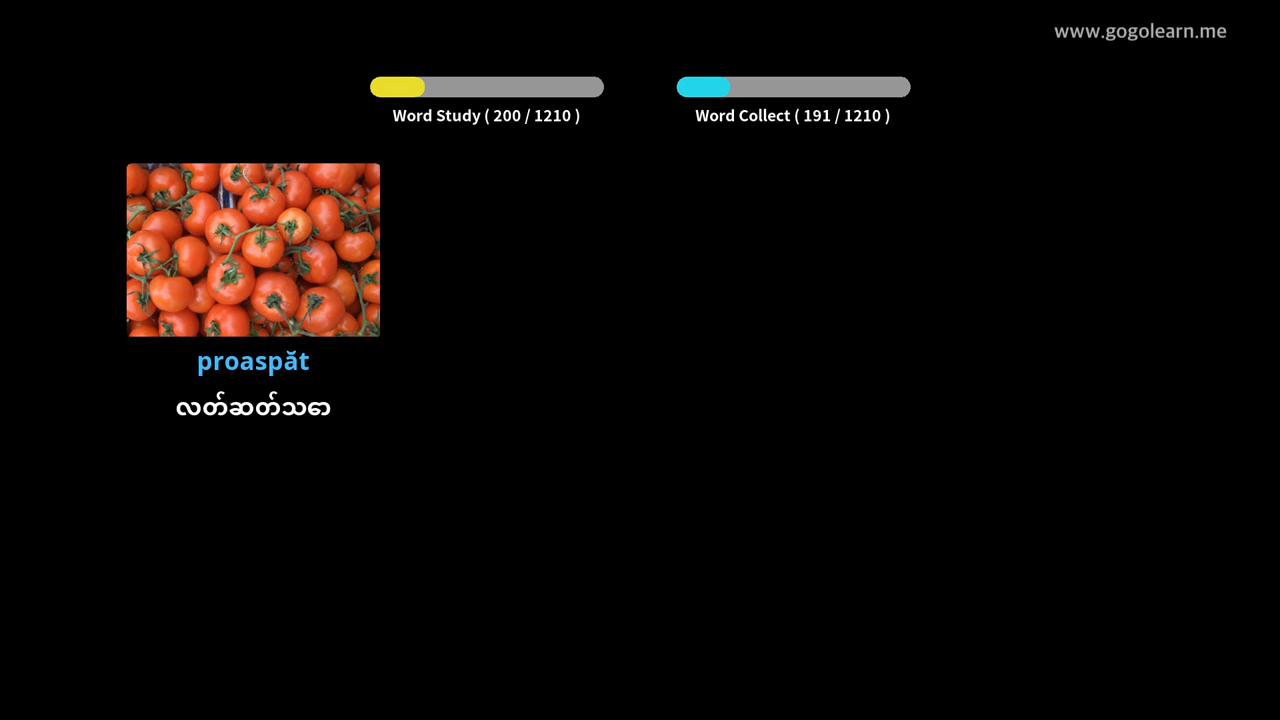 www.gogolearn.me
Word Study ( 200 / 1210 )
Word Collect ( 191 / 1210 )
proaspăt
လတ်ဆတ်သော